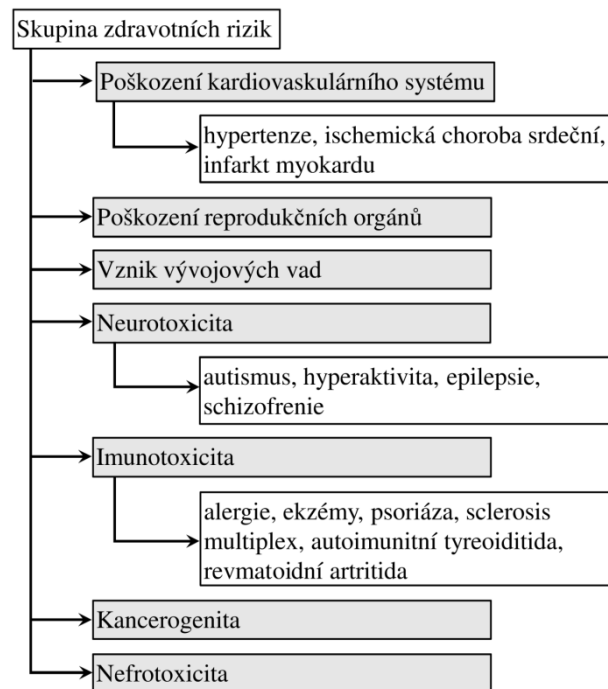 Skupina zdravotních rizik
Poškození kardiovaskulárního systému
hypertenze, ischemická choroba srdeční,
infarkt myokardu
Poškození reprodukčních orgánů
Vznik vývojových vad
Neurotoxicita
autismus, hyperaktivita, epilepsie,
schizofrenie
Imunotoxicita
alergie, ekzémy, psoriáza, sclerosis
multiplex, autoimunitní tyreoiditida,
revmatoidní artritida
Kancerogenita
Nefrotoxicita